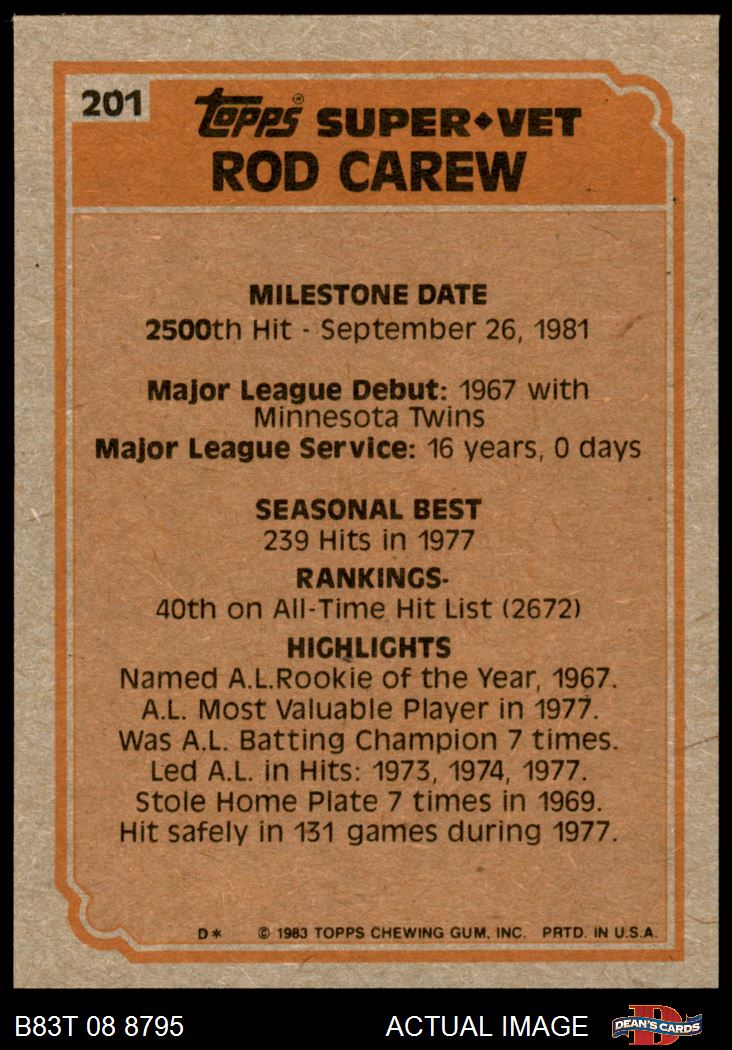 201
Topps® SUPER◆VET
ROD CAREW
MILESTONE DATE
2500th Hit - September 26, 1981
Major League Debut: 1967 with
Minnesota Twins
Major League Service: 16 years, 0 days
SEASONAL BEST
239 Hits in 1977
RANKINGS-
40th on All-Time Hit List (2672)
HIGHLIGHTS
Named A.L.Rookie of the Year, 1967.
A.L. Most Valuable Player in 1977.
Was A.L. Batting Champion 7 times.
Led A.L. in Hits: 1973, 1974, 1977.
Stole Home Plate 7 times in 1969.
Hit safely in 131 games during 1977.
D* © 1983 TOPPS CHEWING GUM, INC. PRTD. IN U.S.A.
B83T 08 8795 ACTUAL IMAGE D DEAN'S CARDS